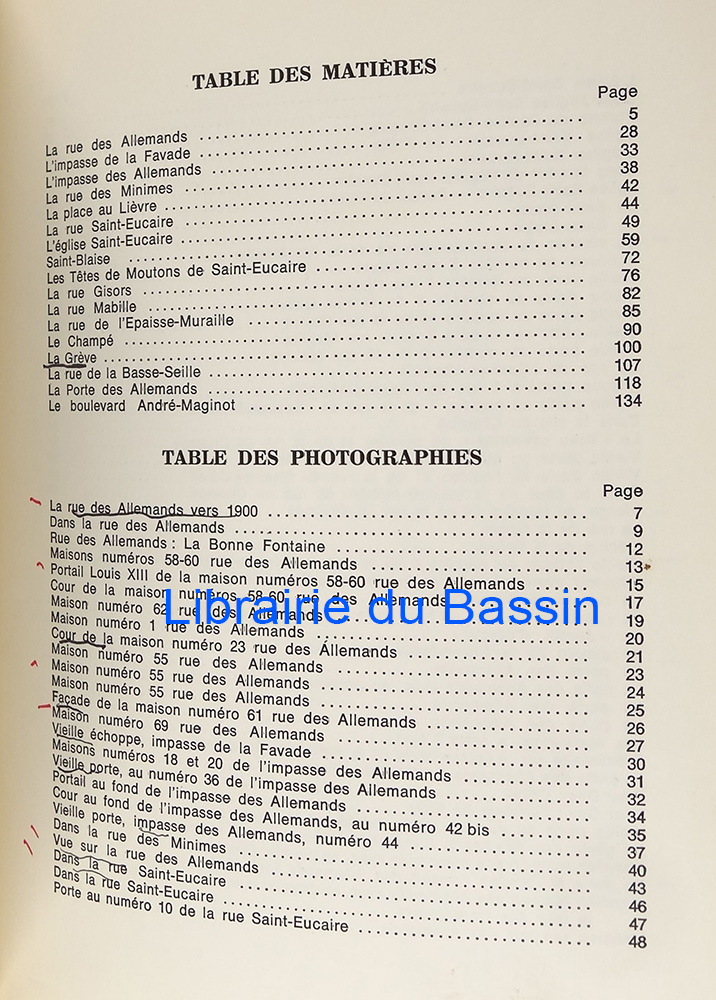 TABLE DES MATIÈRES
Page
La rue des Allemands ........ 5
L'impasse de la Favade ........ 28
L'impasse des Allemands ........ 33
La rue des Minimes ........ 38
La place au Lièvre ........ 42
La rue Saint-Eucaire ........ 44
L'église Saint-Eucaire ........ 49
Saint-Blaise ........ 59
Les Têtes de Moutons de Saint-Eucaire ........ 72
La rue Gisors ........ 76
La rue Mabille ........ 82
La rue de l'Epaisse-Muraille ........ 85
Le Champé ........ 90
La Grève ........ 100
La rue de la Basse-Seille ........ 107
La Porte des Allemands ........ 118
Le boulevard André-Maginot ........ 134
TABLE DES PHOTOGRAPHIES
Page
La rue des Allemands vers 1900 ........ 7
Dans la rue des Allemands ........ 9
Rue des Allemands : La Bonne Fontaine ........ 12
Maisons numéros 58-60 rue des Allemands ........ 13
Portail Louis XIII de la maison numéros 58-60 rue des Allemands ........ 15
Cour de la maison numéros 58-60 rue des Allemands ........ 17
Maison numéro 62 rue des Allemands ........ 19
Librairie du Bassin
Maison numéro 1 rue des Allemands ........ 20
Cour de la maison numéro 23 rue des Allemands ........ 21
Maison numéro 55 rue des Allemands ........ 23
Maison numéro 55 rue des Allemands ........ 24
Maison numéro 55 rue des Allemands ........ 25
Façade de la maison numéro 61 rue des Allemands ........ 26
Maison numéro 69 rue des Allemands ........ 27
Vieille échoppe, impasse de la Favade ........ 30
Maisons numéros 18 et 20 de l'impasse des Allemands ........ 31
Vieille porte, au numéro 36 de l'impasse des Allemands ........ 32
Portail au fond de l'impasse des Allemands ........ 34
Cour au fond de l'impasse des Allemands, au numéro 42 bis ........ 35
Vieille porte, impasse des Allemands, numéro 44 ........ 37
Dans la rue des Minimes ........ 40
Vue sur la rue des Allemands ........ 43
Dans la rue Saint-Eucaire ........ 46
Dans la rue Saint-Eucaire ........ 47
Porte au numéro 10 de la rue Saint-Eucaire ........ 48